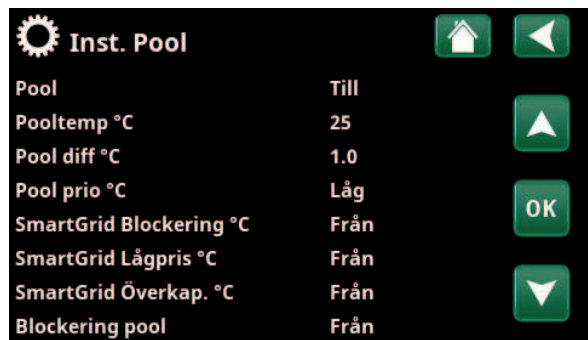 Inst. Pool
Pool Till
Pooltemp °C 25
Pool diff °C 1.0
Pool prio °C Låg
SmartGrid Blockering °C Från
SmartGrid Lågpris °C Från
SmartGrid Överkap. °C Från
Blockering pool Från
OK